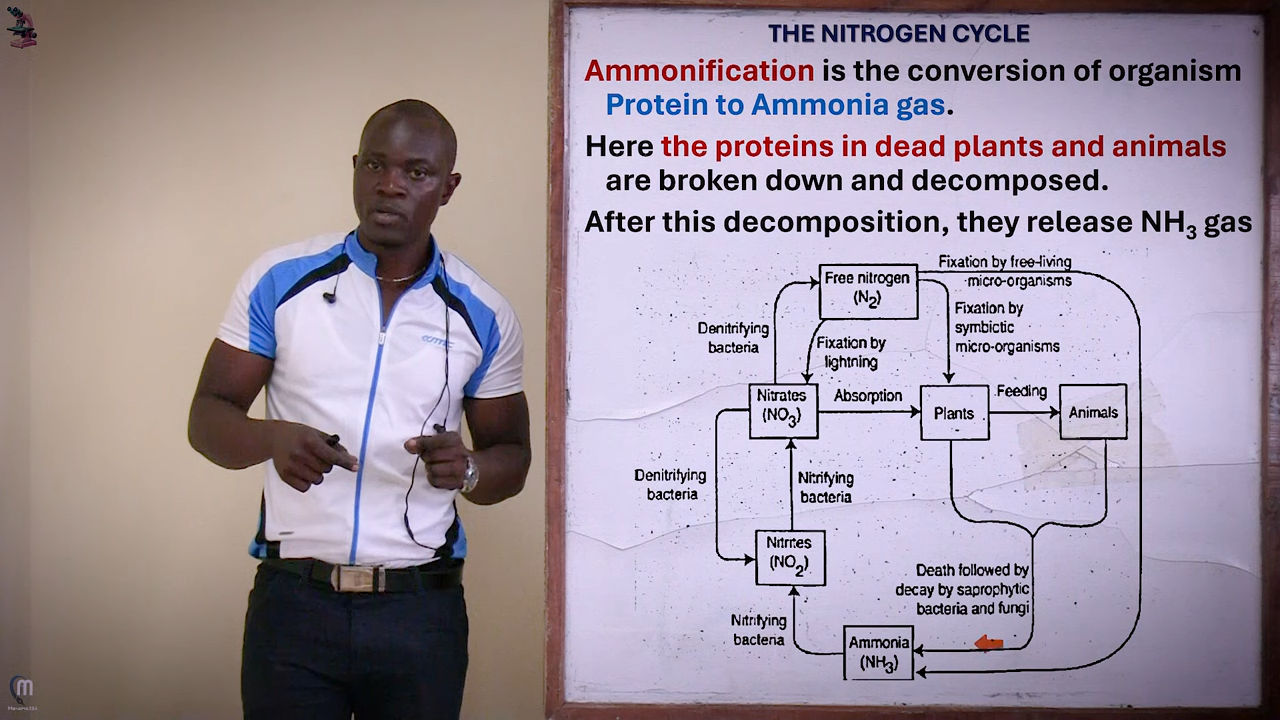 THE NITROGEN CYCLE
Ammonification is the conversion of organism
Protein to Ammonia gas.
Here the proteins in dead plants and animals
are broken down and decomposed.
After this decomposition, they release NH₃ gas
Fixation by free-living
micro-organisms
Free nitrogen
(N₂)
Denitrifying
bacteria
Fixation by
lightning
Fixation by
symbiotic
micro-organisms
Nitrates
(NO₃)
Absorption
Plants
Feeding
Animals
Denitrifying
bacteria
Nitrifying
bacteria
Nitrites
(NO₂)
Death followed by
decay by saprophytic
bacteria and fungi
Nitrifying
bacteria
Ammonia
(NH₃)
m